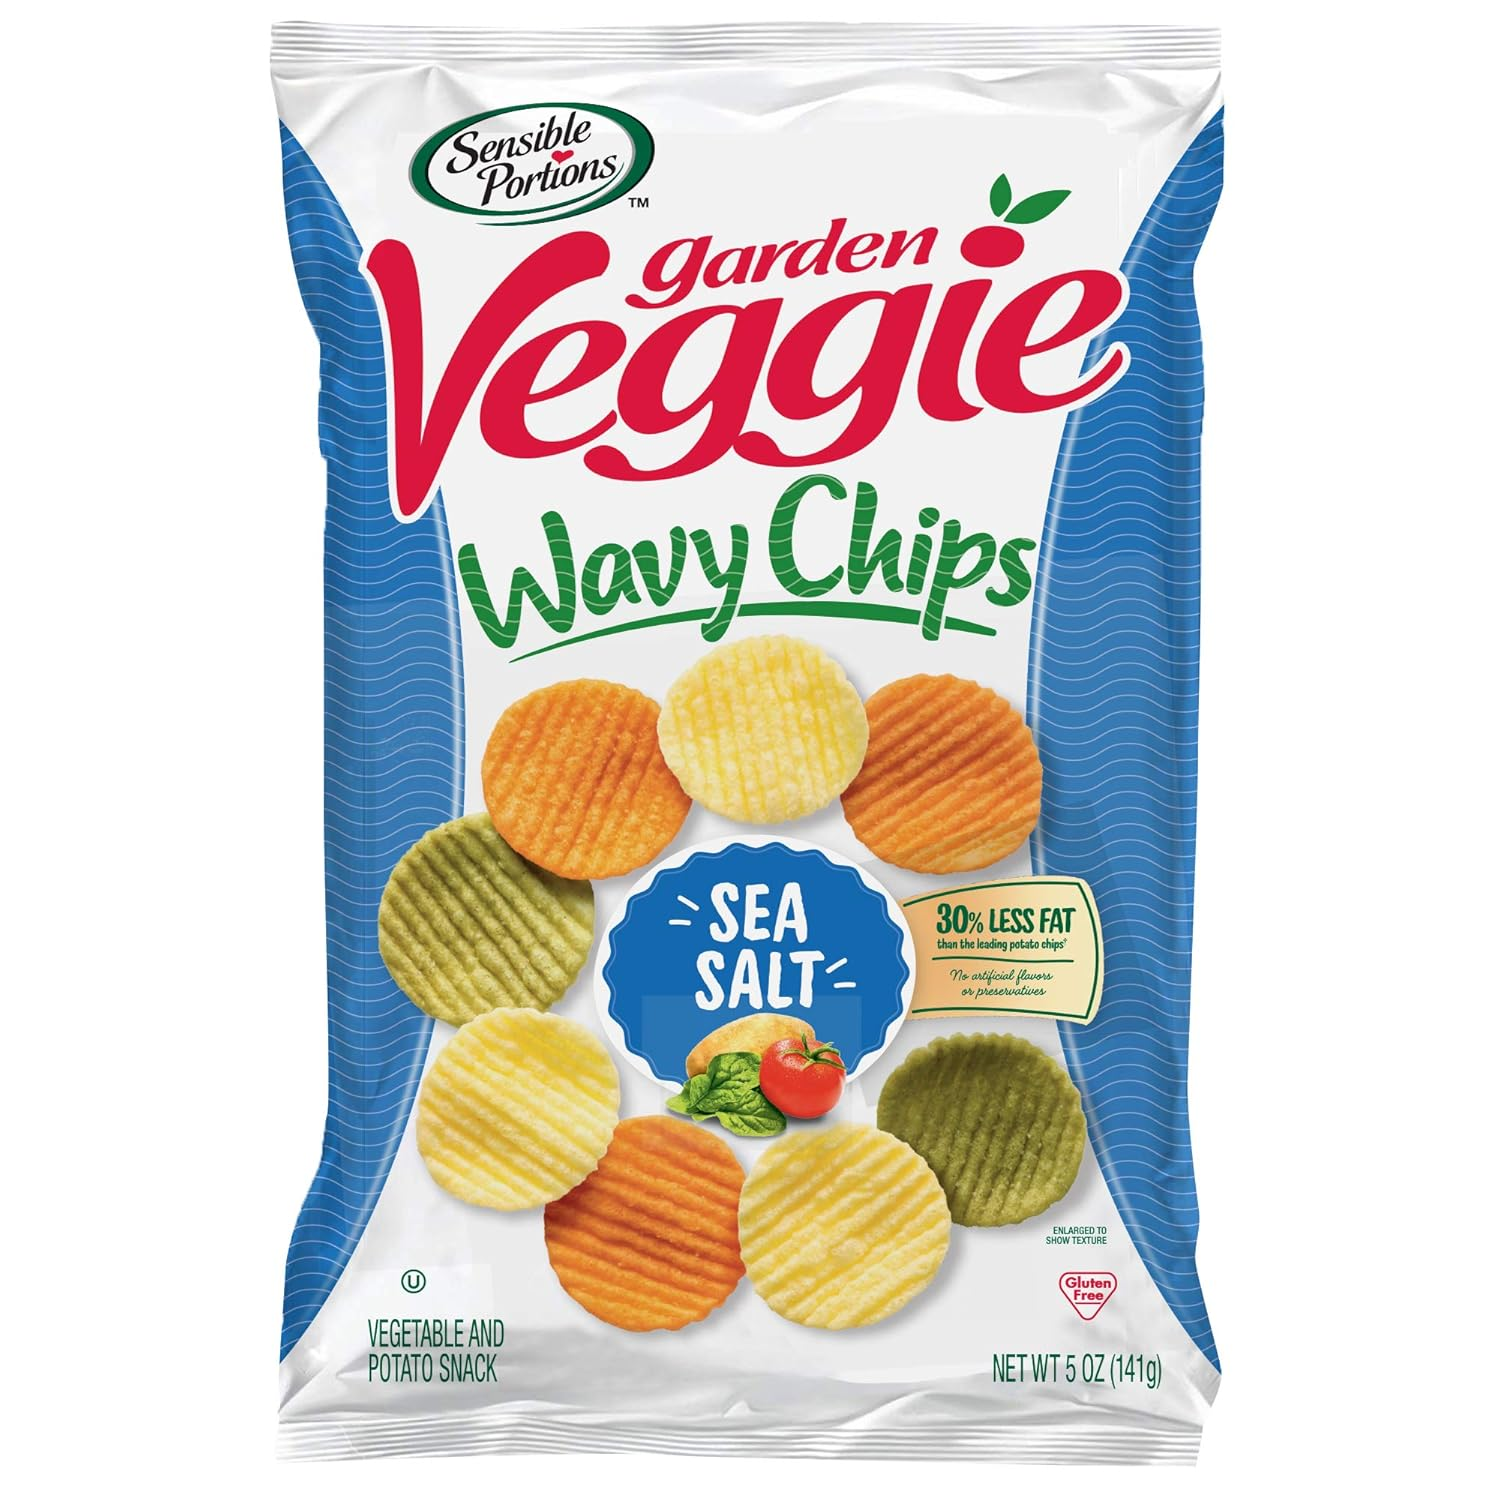 Sensible
Portions
™
garden
Veggie
Wavy Chips
SEA
SALT
30% LESS FAT
than the leading potato chips†
No artificial flavors
or preservatives
ENLARGED TO
SHOW TEXTURE
U
Gluten
Free
VEGETABLE AND
POTATO SNACK
NET WT 5 OZ (141g)